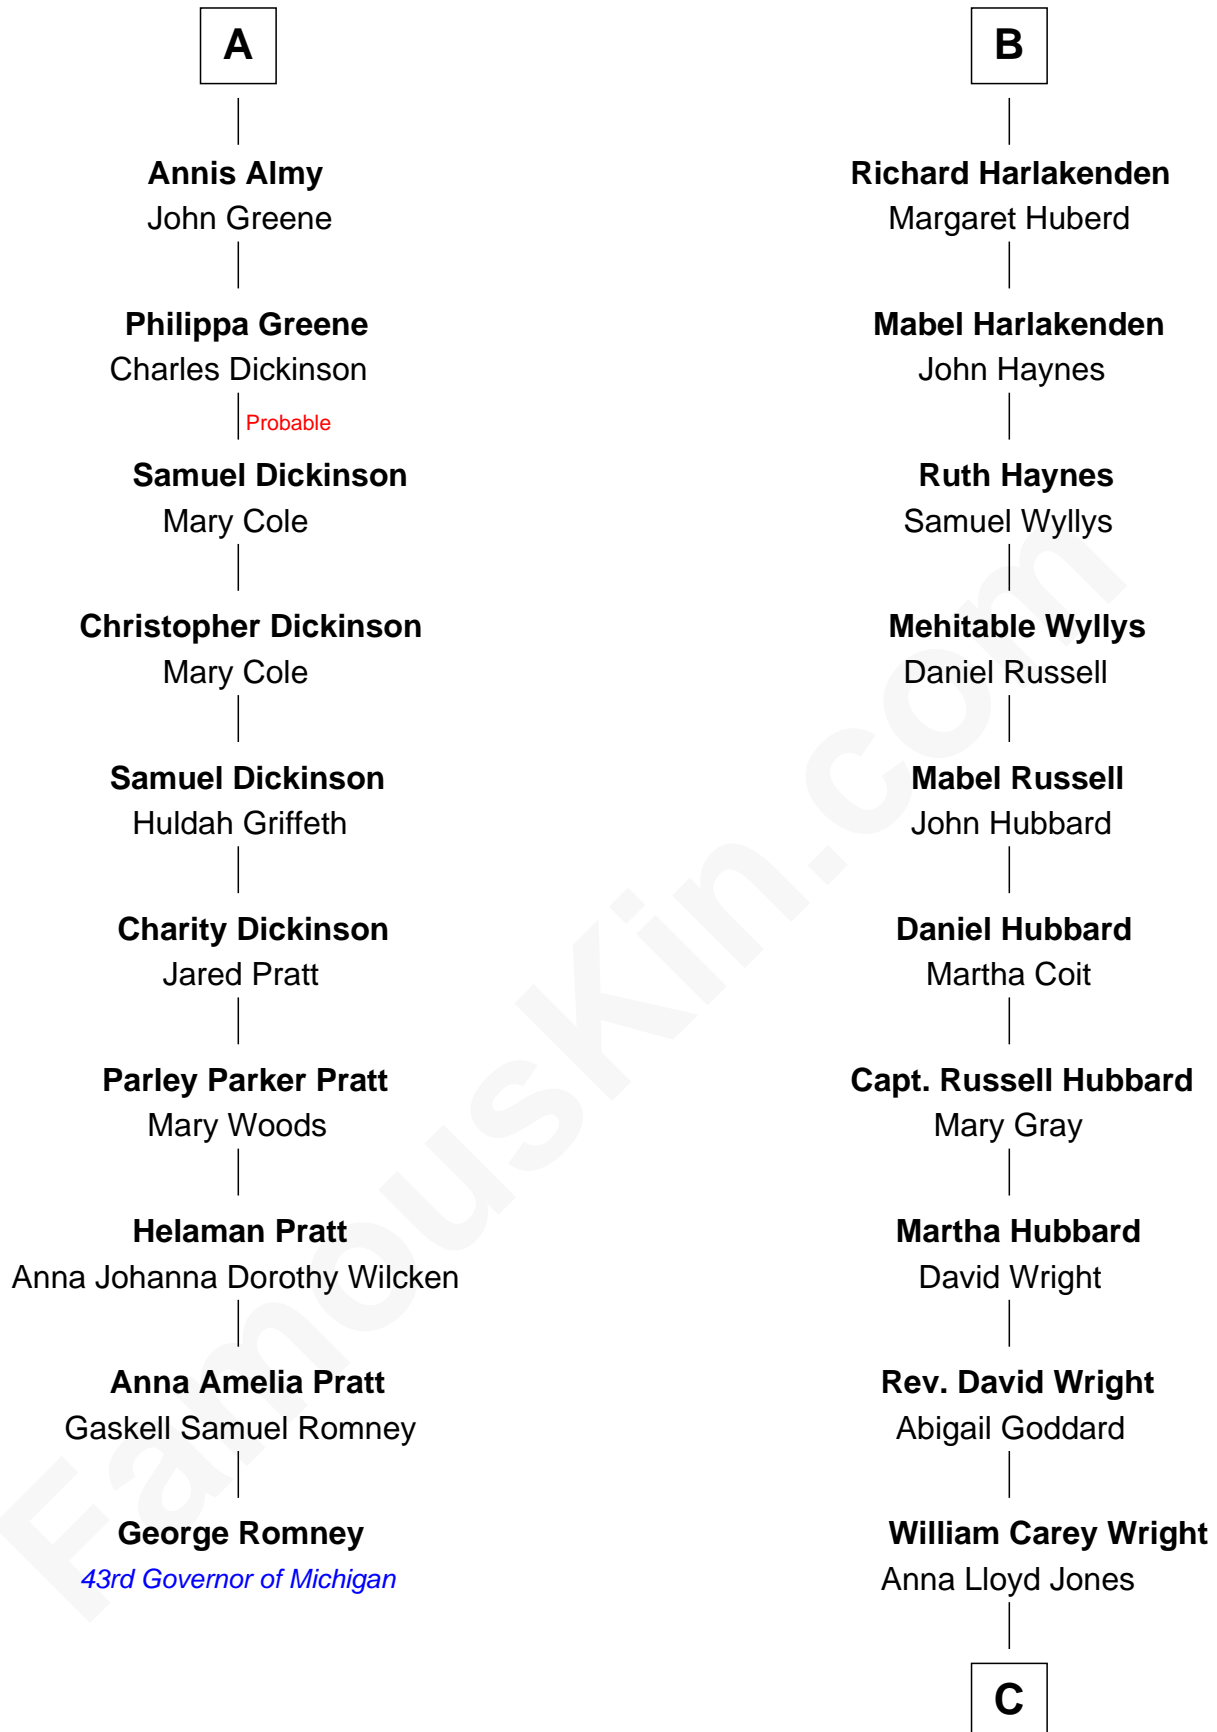 A
Annis Almy
John Greene
Philippa Greene
Charles Dickinson
Probable
Samuel Dickinson
Mary Cole
Christopher Dickinson
Mary Cole
Samuel Dickinson
Huldah Griffeth
Charity Dickinson
Jared Pratt
Parley Parker Pratt
Mary Woods
Helaman Pratt
Anna Johanna Dorothy Wilcken
Anna Amelia Pratt
Gaskell Samuel Romney
George Romney
43rd Governor of Michigan
B
Richard Harlakenden
Margaret Huberd
Mabel Harlakenden
John Haynes
Ruth Haynes
Samuel Wyllys
Mehitable Wyllys
Daniel Russell
Mabel Russell
John Hubbard
Daniel Hubbard
Martha Coit
Capt. Russell Hubbard
Mary Gray
Martha Hubbard
David Wright
Rev. David Wright
Abigail Goddard
William Carey Wright
Anna Lloyd Jones
C
FamousKin.com